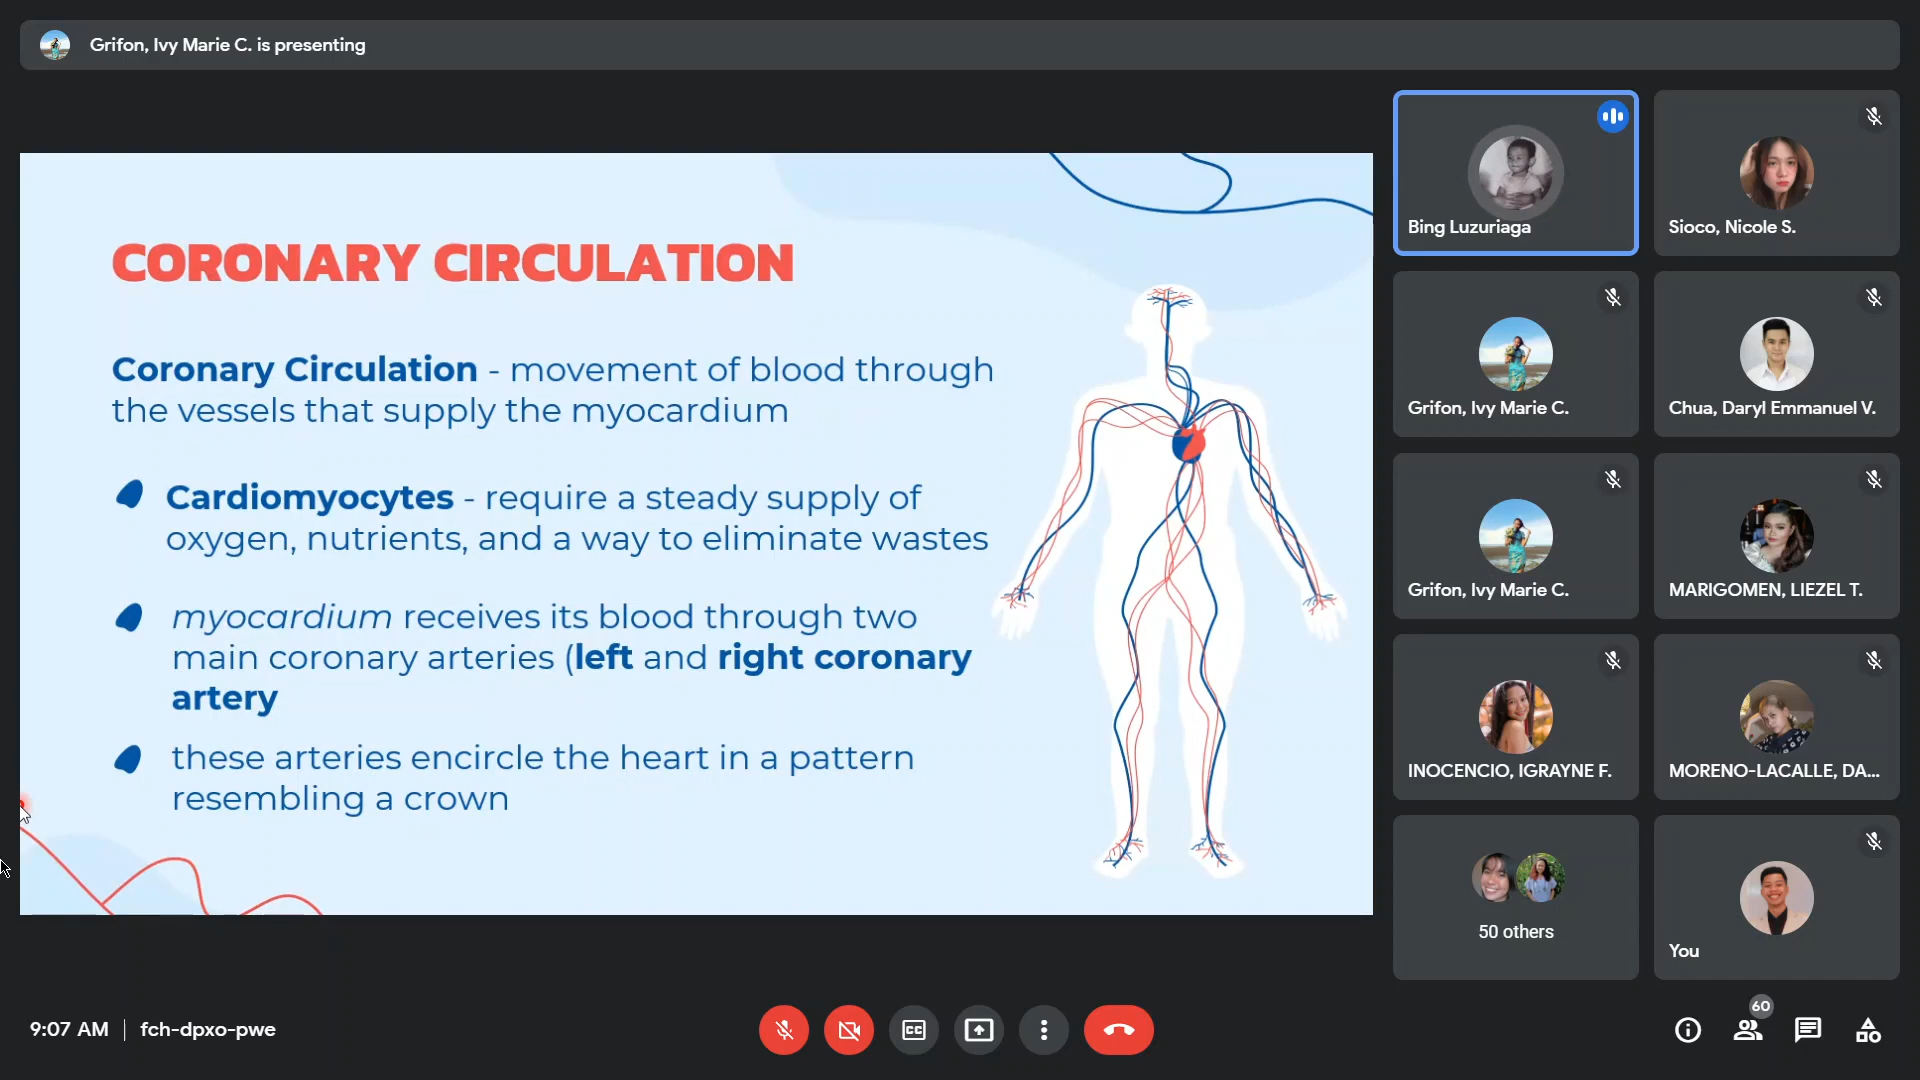 Grifon, Ivy Marie C. is presenting
CORONARY CIRCULATION
Coronary Circulation - movement of blood through
the vessels that supply the myocardium
Cardiomyocytes - require a steady supply of
oxygen, nutrients, and a way to eliminate wastes
myocardium receives its blood through two
main coronary arteries (left and right coronary
artery
these arteries encircle the heart in a pattern
resembling a crown
Bing Luzuriaga
Sioco, Nicole S.
Grifon, Ivy Marie C.
Chua, Daryl Emmanuel V.
Grifon, Ivy Marie C.
MARIGOMEN, LIEZEL T.
INOCENCIO, IGRAYNE F.
MORENO-LACALLE, DA...
50 others
You
9:07 AM | fch-dpxo-pwe
CC
60